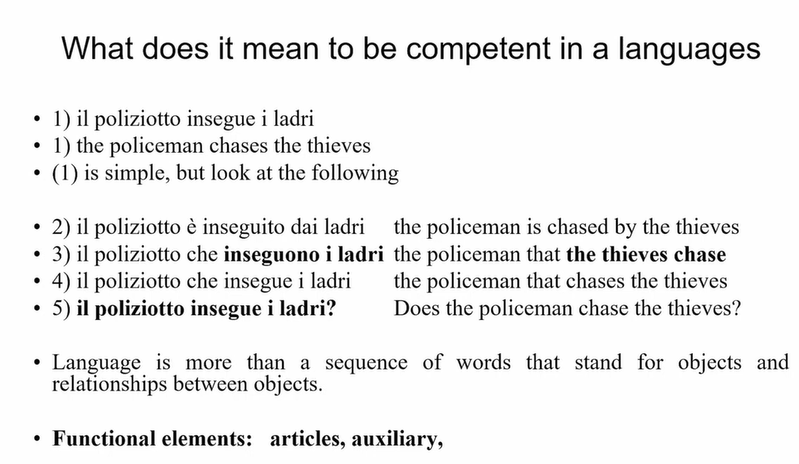 What does it mean to be competent in a languages
• 1) il poliziotto insegue i ladri
• 1) the policeman chases the thieves
• (1) is simple, but look at the following
• 2) il poliziotto è inseguito dai ladri the policeman is chased by the thieves
• 3) il poliziotto che inseguono i ladri the policeman that the thieves chase
• 4) il poliziotto che insegue i ladri the policeman that chases the thieves
• 5) il poliziotto insegue i ladri? Does the policeman chase the thieves?
• Language is more than a sequence of words that stand for objects and
relationships between objects.
• Functional elements: articles, auxiliary,